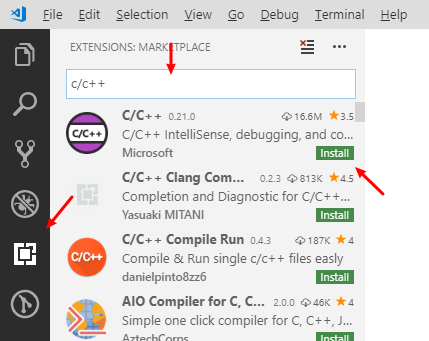 File Edit Selection View Go Debug Terminal Help
EXTENSIONS: MARKETPLACE
c/c++
C/C++ 0.21.0 16.6M 3.5
C/C++ IntelliSense, debugging, and co...
Microsoft Install
C/C++ Clang Com... 0.2.3 813K 4.5
Completion and Diagnostic for C/C++...
Yasuaki MITANI Install
C/C++ Compile Run 0.4.3 187K 4
Compile & Run single c/c++ files easly
danielpinto8zz6 Install
AIO Compiler for C, C... 2.0.0 46K 4
Simple one click compiler for C, C++, J...
AztechCorps Install
C/C++
C/C++